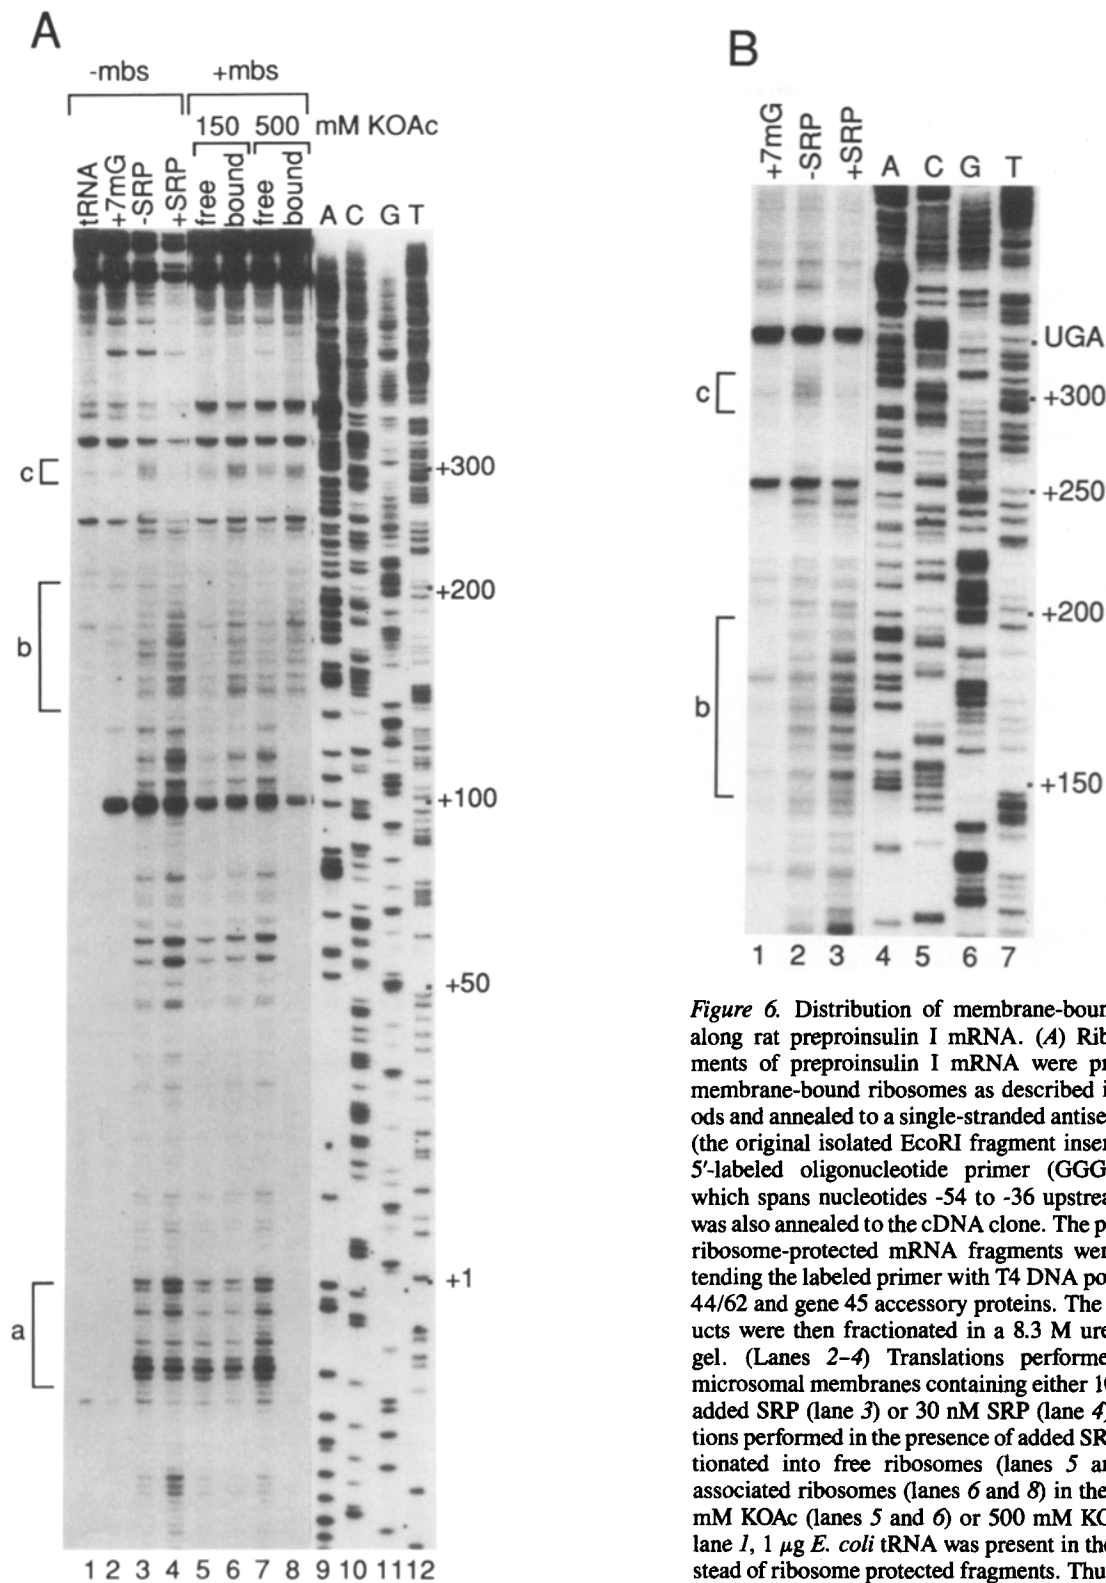 A
-mbs +mbs
150 500 mM KOAc
tRNA +7mG -SRP +SRP free bound free bound A C G T
c +300
+200
b
+100
+50
+1
a
1 2 3 4 5 6 7 8 9 10 11 12
B
+7mG -SRP +SRP A C G T
UGA
c +300
+250
+200
b
+150
1 2 3 4 5 6 7
Figure 6. Distribution of membrane-bour
along rat preproinsulin I mRNA. (A) Rib
ments of preproinsulin I mRNA were pr
membrane-bound ribosomes as described i
ods and annealed to a single-stranded antise
(the original isolated EcoRI fragment inser
5'-labeled oligonucleotide primer (GGG
which spans nucleotides -54 to -36 upstrea
was also annealed to the cDNA clone. The p
ribosome-protected mRNA fragments wer
tending the labeled primer with T4 DNA po
44/62 and gene 45 accessory proteins. The
ucts were then fractionated in a 8.3 M ure
gel. (Lanes 2–4) Translations performe
microsomal membranes containing either 10
added SRP (lane 3) or 30 nM SRP (lane 4)
tions performed in the presence of added SR
tionated into free ribosomes (lanes 5 ar
associated ribosomes (lanes 6 and 8) in the
mM KOAc (lanes 5 and 6) or 500 mM KO
lane 1, 1 μg E. coli tRNA was present in the
stead of ribosome protected fragments. Thu